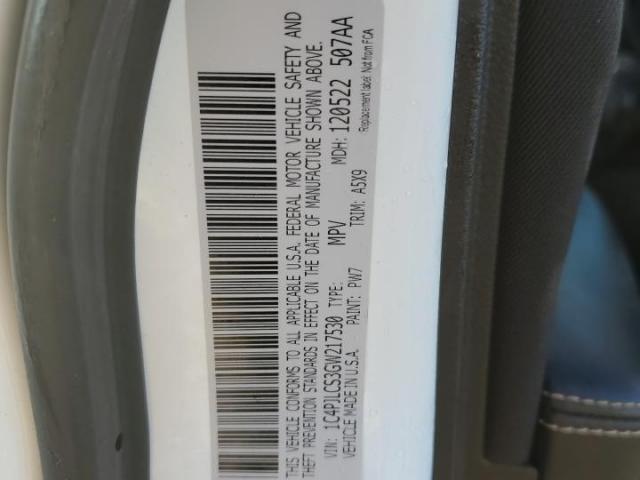 THIS VEHICLE CONFORMS TO ALL APPLICABLE U.S.A. FEDERAL MOTOR VEHICLE SAFETY AND
THEFT PREVENTION STANDARDS IN EFFECT ON THE DATE OF MANUFACTURE SHOWN ABOVE.
VIN: 1C4PJLCS3GW217530 TYPE: MPV MDH: 120522 507AA
VEHICLE MADE IN U.S.A. PAINT: PW7 TRIM: A5X9 Replacement label Not from FCA